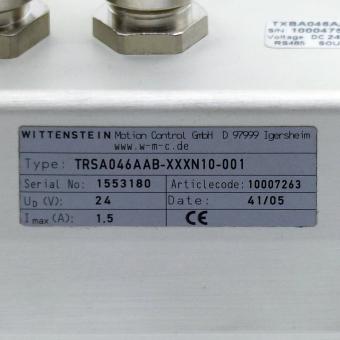 TXBA046A
S/N: 1000475
Voltage DC 24
RS485 SOU
WITTENSTEIN Motion Control GmbH D 97999 Igersheim
www.w-m-c.de
Type: TRSA046AAB-XXXN10-001
Serial No: 1553180 Articlecode: 10007263
UD (V): 24 Date: 41/05
Imax(A): 1.5 CE